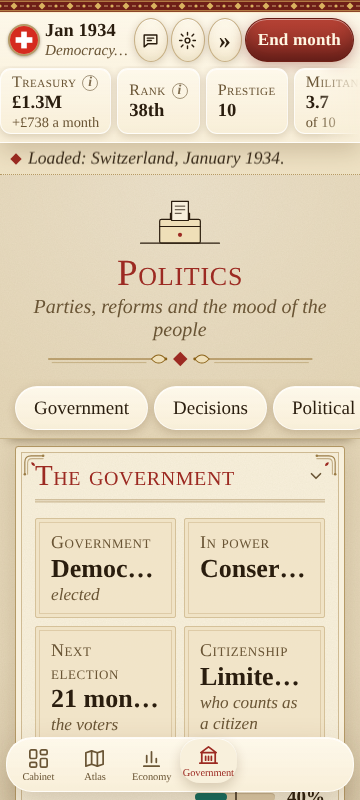 Jan 1934
Democracy...
»
End month
Treasury i
£1.3M
+£738 a month
Rank i
38th
Prestige
10
3.7
of 10
Loaded: Switzerland, January 1934.
Politics
Parties, reforms and the mood of the
people
Government
Decisions
Political
The government
Government
Democ...
elected
In power
Conser...
Next
election
21 mon...
the voters
Citizenship
Limite...
who counts as
a citizen
Cabinet
Atlas
Economy
Government
40%